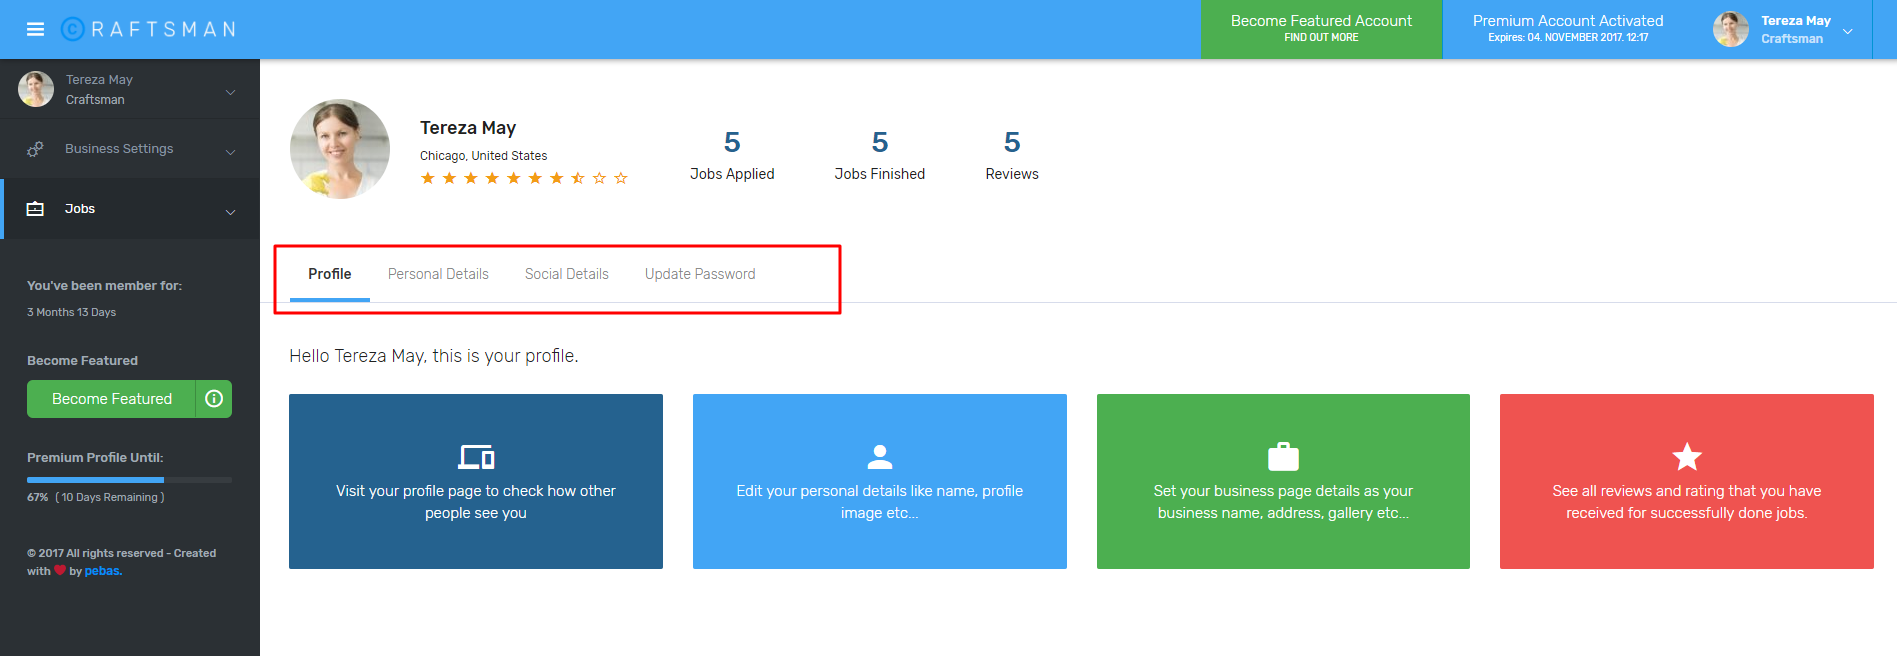 ©RAFTSMAN
Become Featured Account
FIND OUT MORE
Premium Account Activated
Expires: 04. NOVEMBER 2017. 12:17
Tereza May
Craftsman
Tereza May
Craftsman
Business Settings
Jobs
You've been member for:
3 Months 13 Days
Become Featured
Become Featured
Premium Profile Until:
67% ( 10 Days Remaining )
© 2017 All rights reserved - Created
with ❤ by pebas.
Tereza May
Chicago, United States
5
Jobs Applied
5
Jobs Finished
5
Reviews
Profile
Personal Details
Social Details
Update Password
Hello Tereza May, this is your profile.
Visit your profile page to check how other
people see you
Edit your personal details like name, profile
image etc...
Set your business page details as your
business name, address, gallery etc...
See all reviews and rating that you have
received for successfully done jobs.